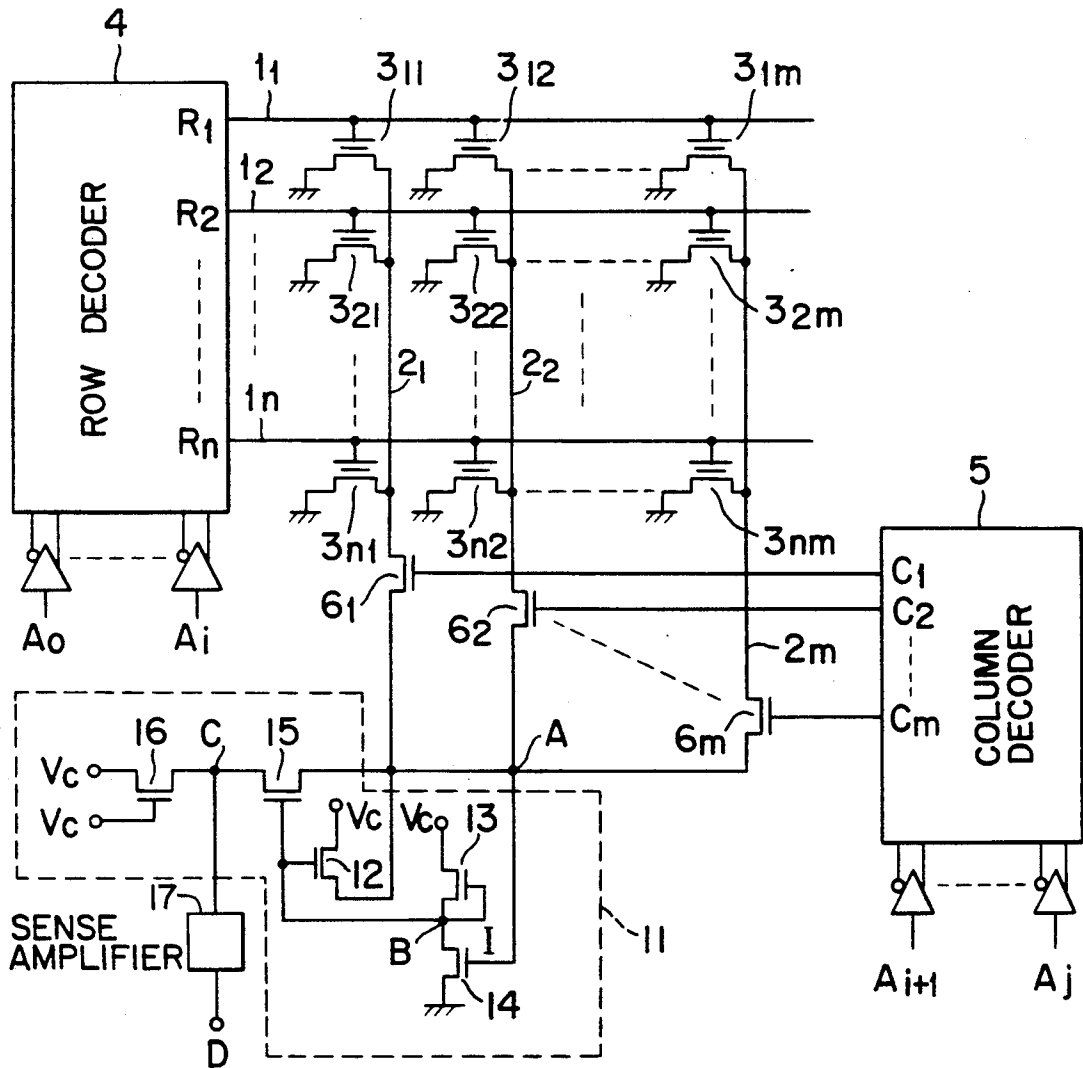 4
ROW DECODER
R1
R2
Rn
11
12
1n
311
312
31m
321
322
32m
21
22
3n1
3n2
3nm
A0
Ai
61
62
6m
2m
5
C1
C2
Cm
COLUMN
DECODER
Ai+1
Aj
16
C
15
A
Vc
Vc
Vc
12
Vc
13
B
I
14
11
17
SENSE
AMPLIFIER
D